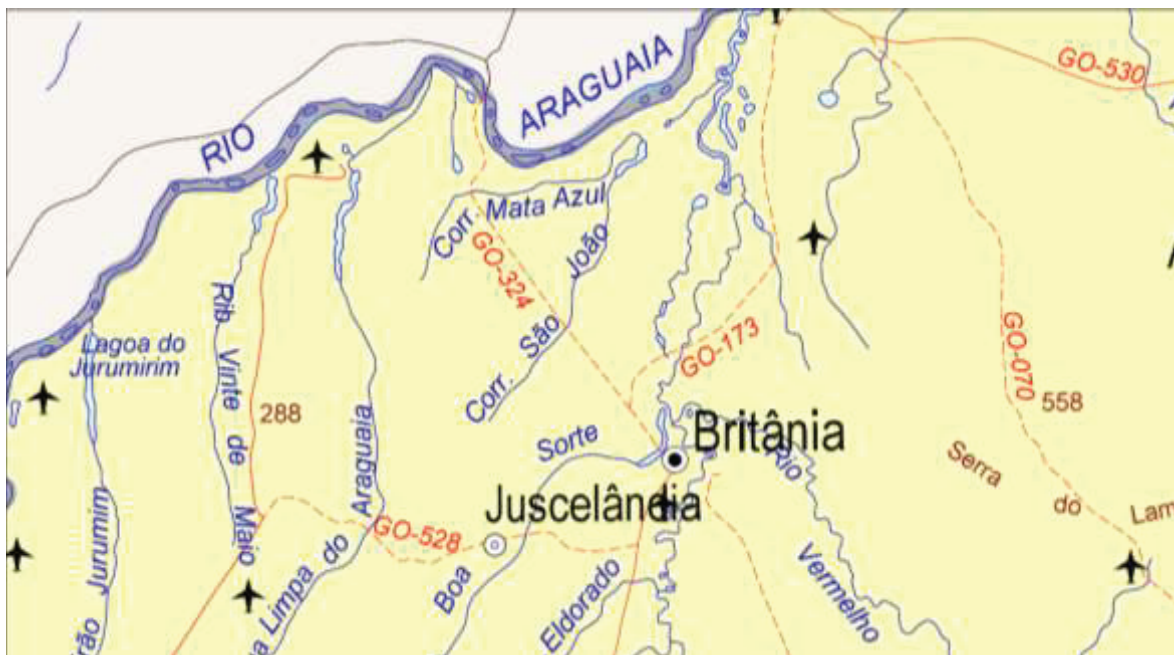 RIO
ARAGUAIA
GO-530
Corr. Mata Azul
GO-324
Corr. São João
GO-173
GO-070
Lagoa do
Jurumirim
Rib Vinte de Maio
288
558
Araguaia
Limpa do
Sorte
Boa
Britânia
Rio
Vermelho
Serra do
Juscelândia
GO-528
Eldorado
Jurumim